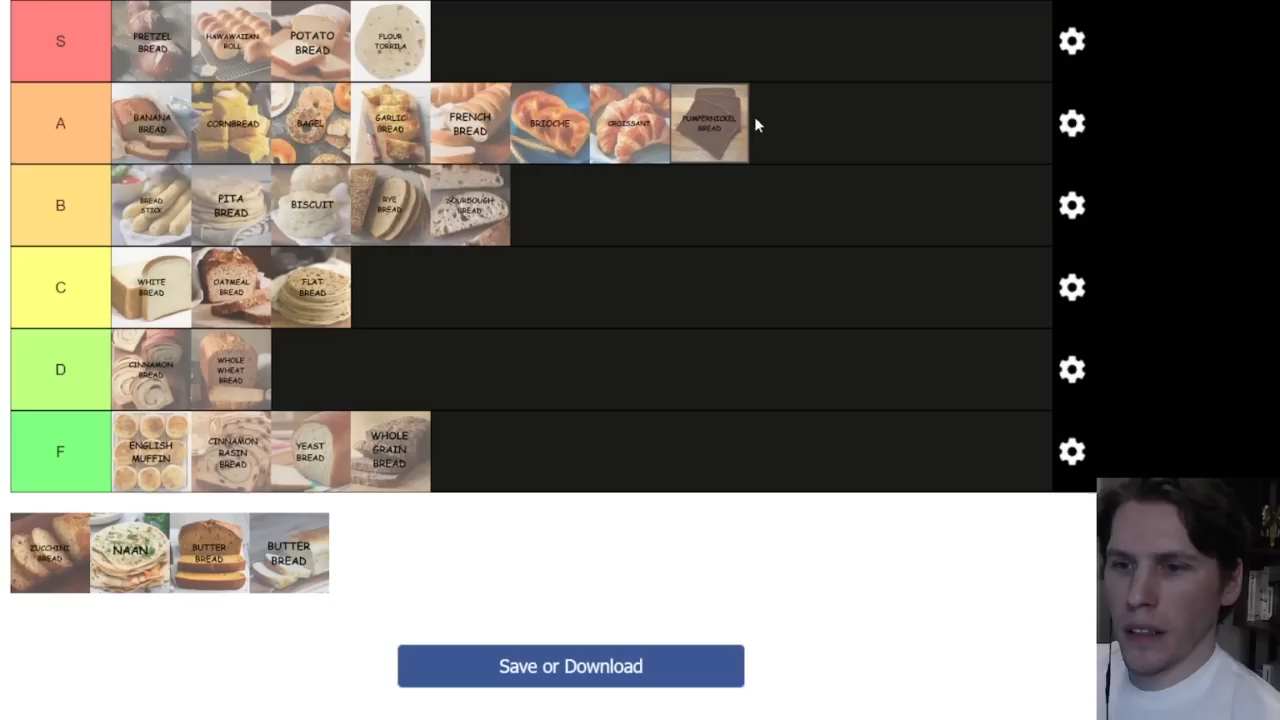 S
PRETZEL
BREAD
HAWAWAIIAN
ROLL
POTATO
BREAD
FLOUR
TORRILA
A
BANANA
BREAD
CORNBREAD
BAGEL
GARLIC
BREAD
FRENCH
BREAD
BRIOCHE
CROISSANT
PUMPERNICKEL
BREAD
B
BREAD
STICK
PITA
BREAD
BISCUIT
RYE
BREAD
SOURDOUGH
BREAD
C
WHITE
BREAD
OATMEAL
BREAD
FLAT
BREAD
D
CINNAMON
BREAD
WHOLE
WHEAT
BREAD
F
ENGLISH
MUFFIN
CINNAMON
RASIN
BREAD
YEAST
BREAD
WHOLE
GRAIN
BREAD
ZUCCHINI
BREAD
NAAN
BUTTER
BREAD
BUTTER
BREAD
Save or Download